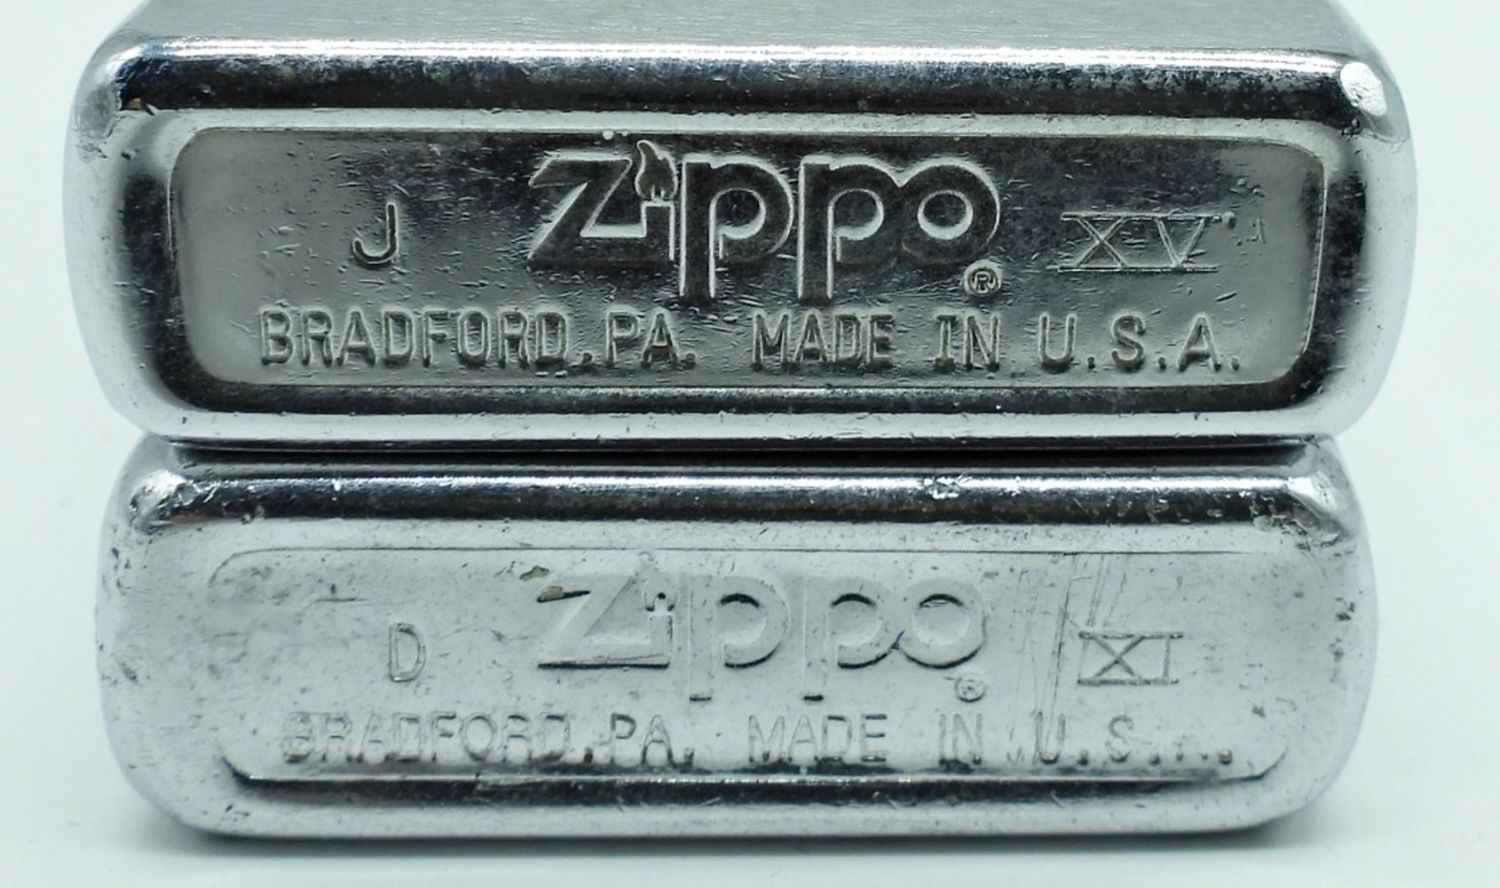 J Zippo ® XV
BRADFORD, PA. MADE IN U.S.A.
D Zippo ® XI
BRADFORD, PA. MADE IN U.S.A.